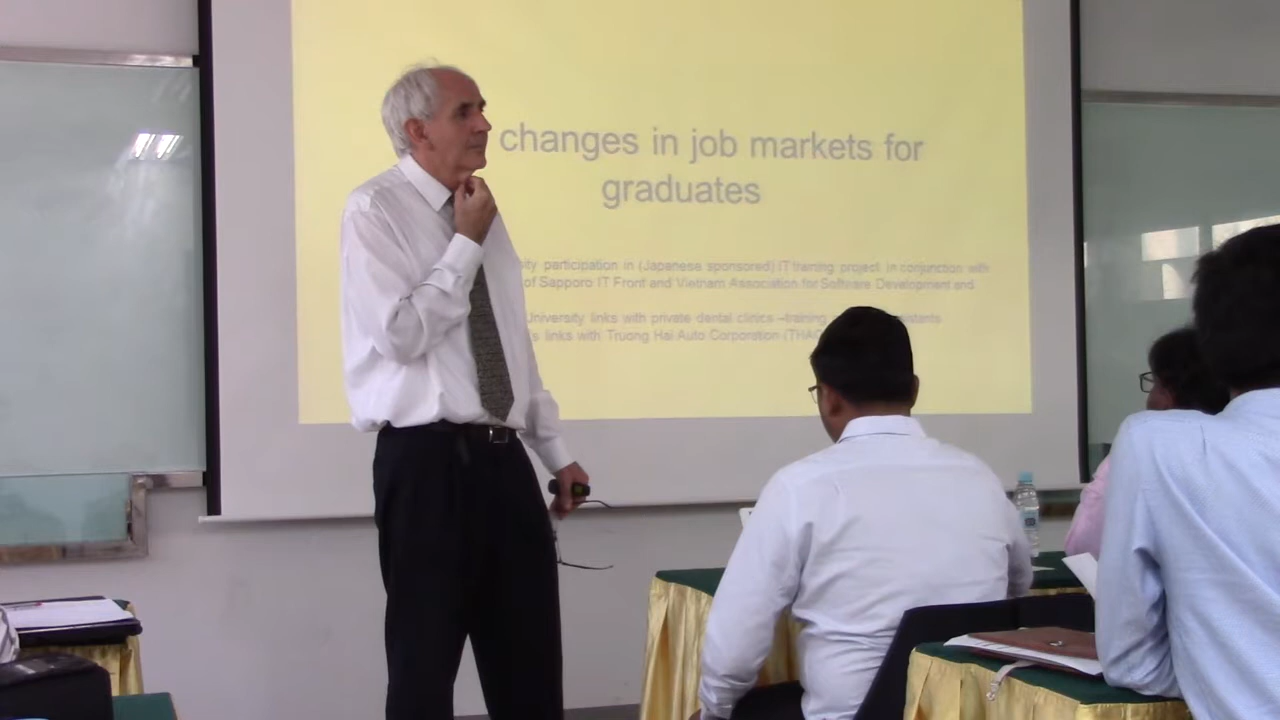 changes in job markets for
graduates
participation in (Japanese sponsored) IT training project in conjunction with
of Sapporo IT Front and Vietnam Association for Software Development and
University links with private dental clinics –training
links with Truong Hai Auto Corporation